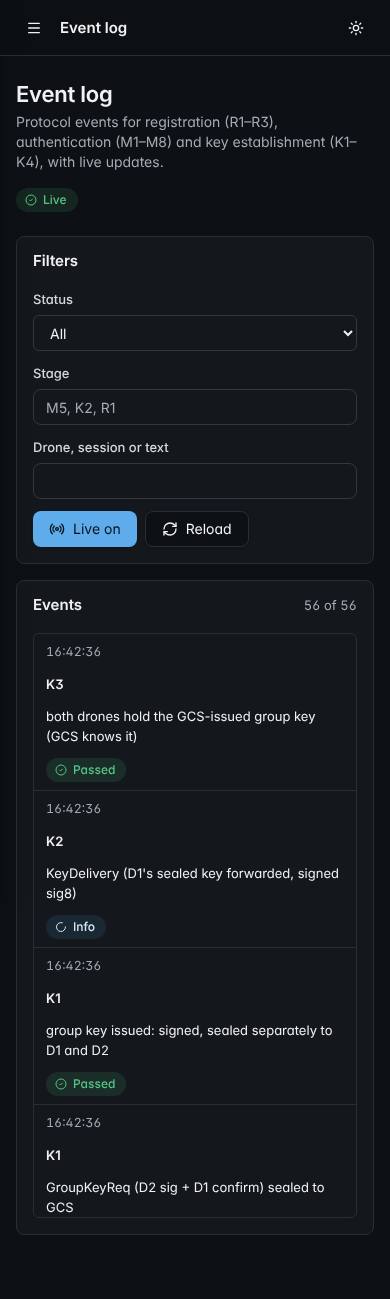 Event log
Event log
Protocol events for registration (R1–R3),
authentication (M1–M8) and key establishment (K1–
K4), with live updates.
Live
Filters
Status
All
Stage
M5, K2, R1
Drone, session or text
Live on
Reload
Events
56 of 56
16:42:36
K3
both drones hold the GCS-issued group key
(GCS knows it)
Passed
16:42:36
K2
KeyDelivery (D1's sealed key forwarded, signed
sig8)
Info
16:42:36
K1
group key issued: signed, sealed separately to
D1 and D2
Passed
16:42:36
K1
GroupKeyReq (D2 sig + D1 confirm) sealed to
GCS